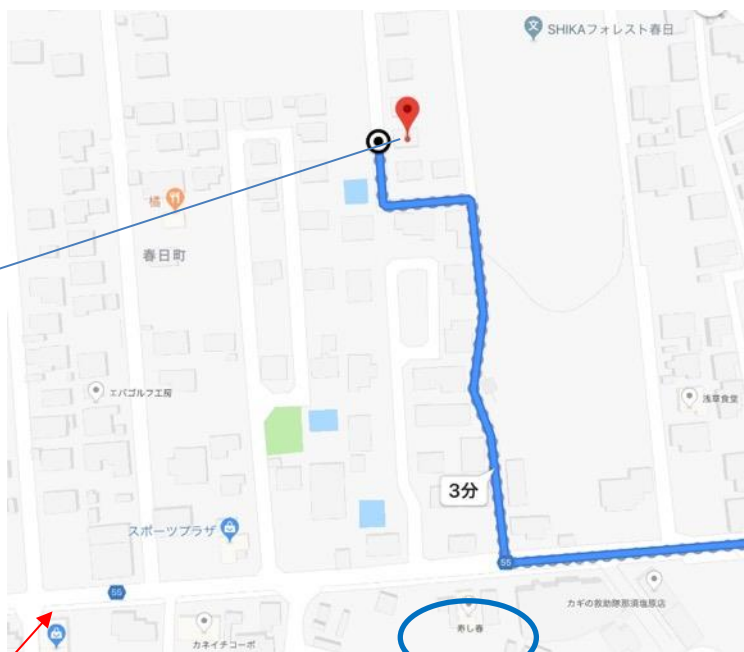 SHIKAフォレスト春日
橘
春日町
エバゴルフ工房
浅草食堂
3分
スポーツプラザ
55
55
カギの救助隊那須塩原店
寿し春
カネイチコーポ